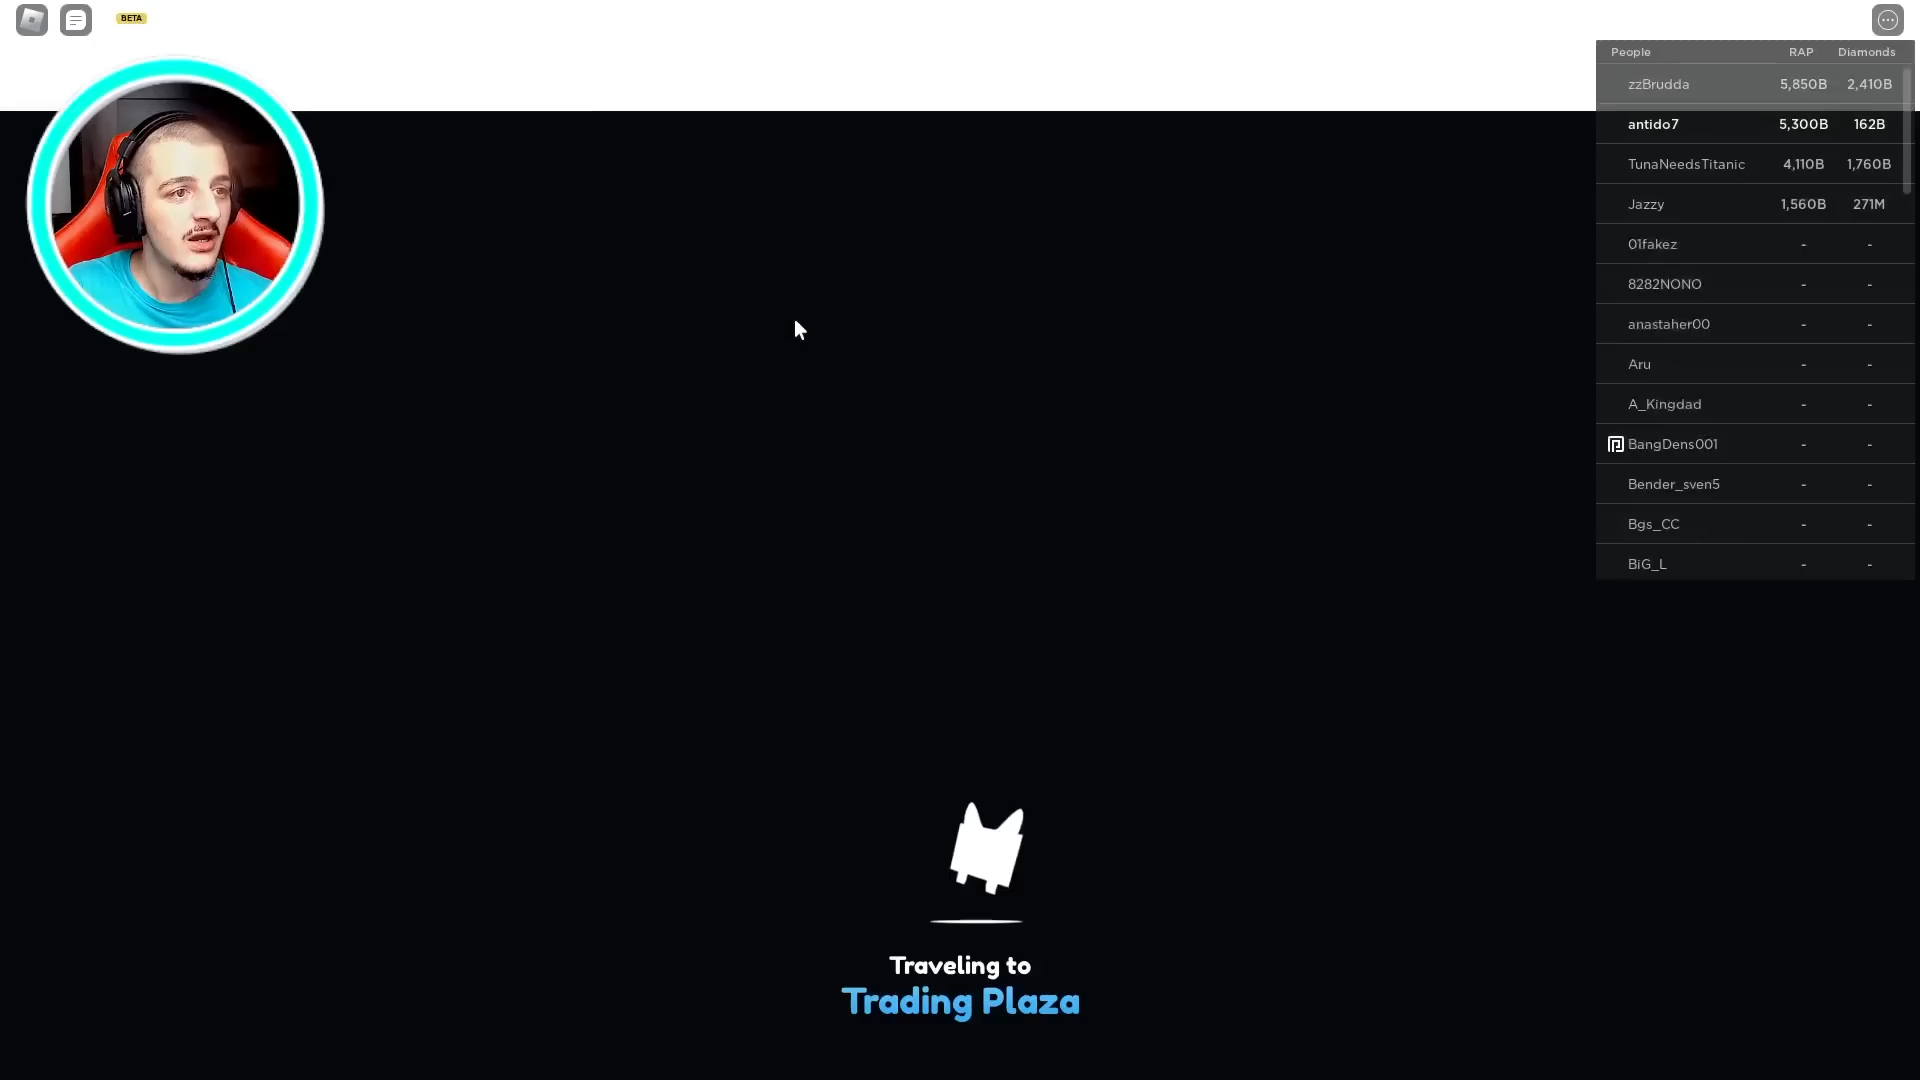 BETA
People RAP Diamonds
zzBrudda 5,850B 2,410B
antido7 5,300B 162B
TunaNeedsTitanic 4,110B 1,760B
Jazzy 1,560B 271M
01fakez - -
8282NONO - -
anastaher00 - -
Aru - -
A_Kingdad - -
BangDens001 - -
Bender_sven5 - -
Bgs_CC - -
BiG_L - -
Traveling to
Trading Plaza